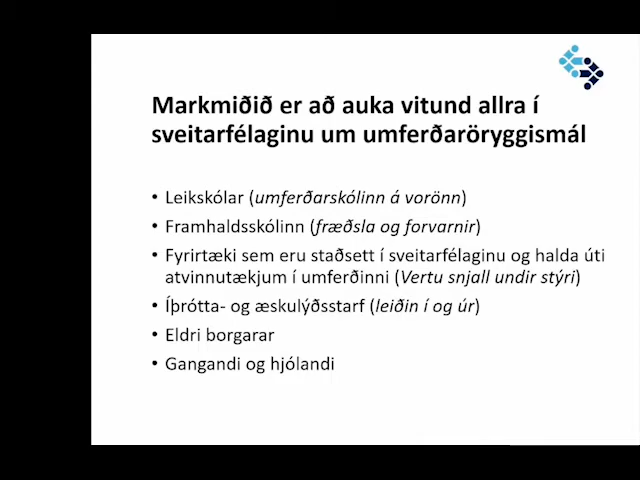 Markmiðið er að auka vitund allra í
sveitarfélaginu um umferðaröryggismál
• Leikskólar (umferðarskólinn á vorönn)
• Framhaldsskólinn (fræðsla og forvarnir)
• Fyrirtæki sem eru staðsett í sveitarfélaginu og halda úti
atvinnutækjum í umferðinni (Vertu snjall undir stýri)
• Íþrótta- og æskulýðsstarf (leiðin í og úr)
• Eldri borgarar
• Gangandi og hjólandi